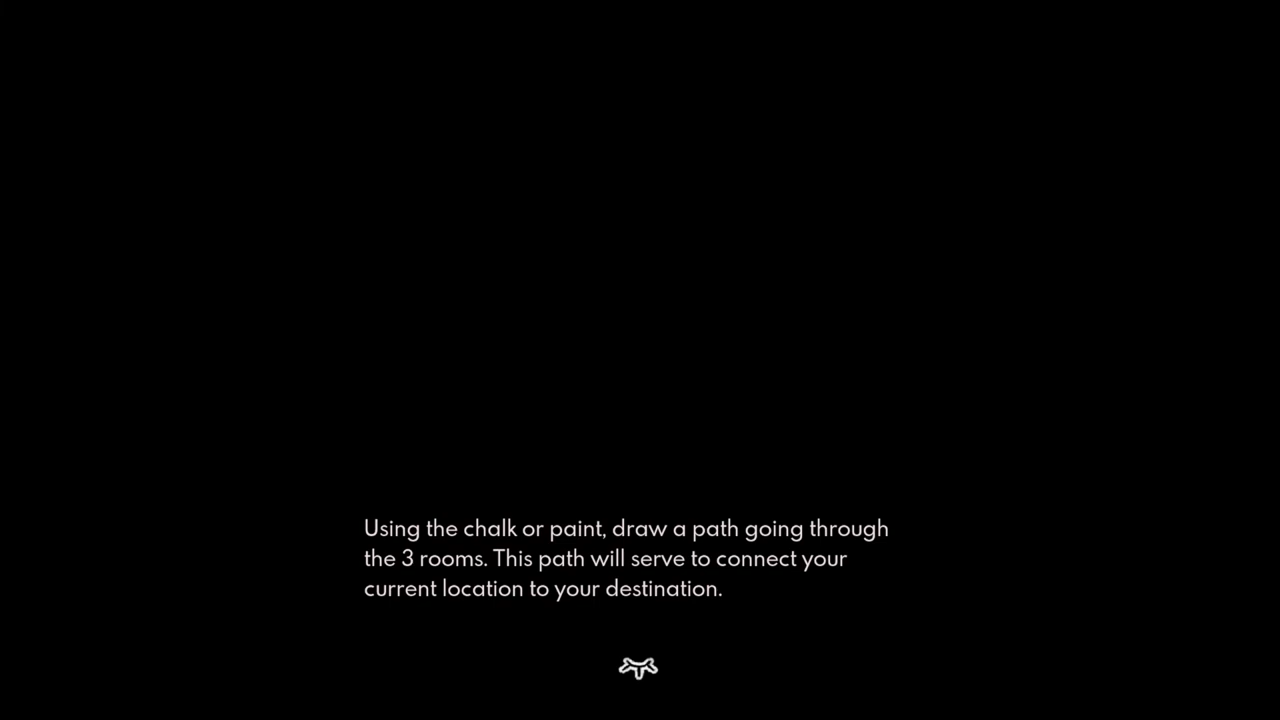 Using the chalk or paint, draw a path going through
the 3 rooms. This path will serve to connect your
current location to your destination.